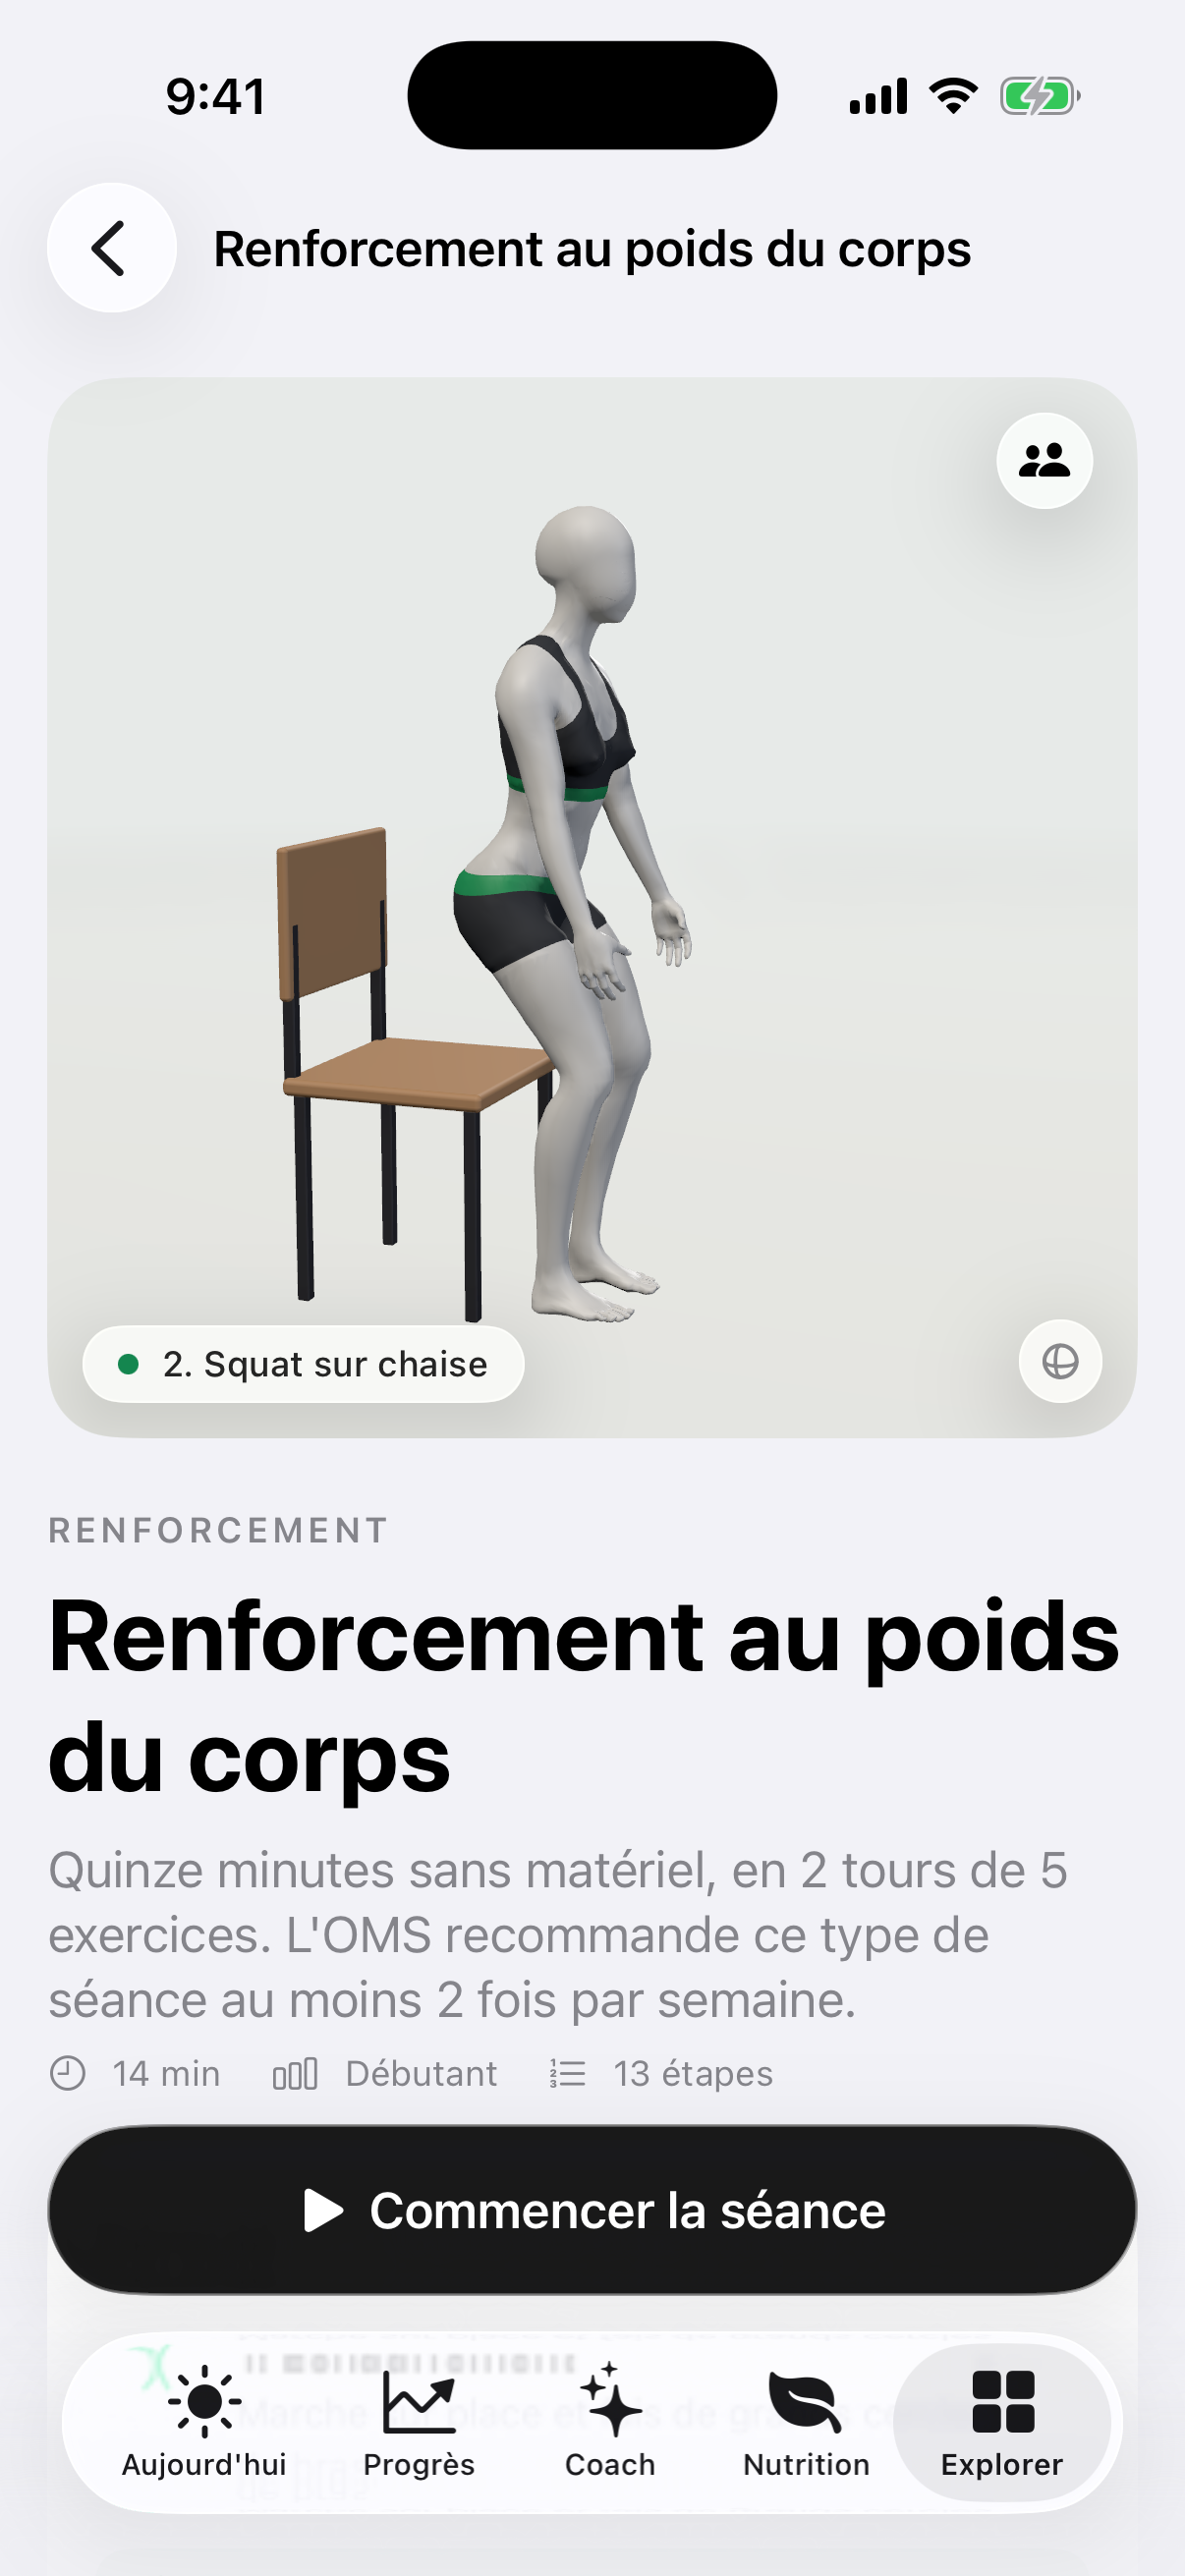 9:41
Renforcement au poids du corps
2. Squat sur chaise
RENFORCEMENT
Renforcement au poids
du corps
Quinze minutes sans matériel, en 2 tours de 5
exercices. L'OMS recommande ce type de
séance au moins 2 fois par semaine.
14 min Débutant 13 étapes
Commencer la séance
Aujourd'hui Progrès Coach Nutrition Explorer